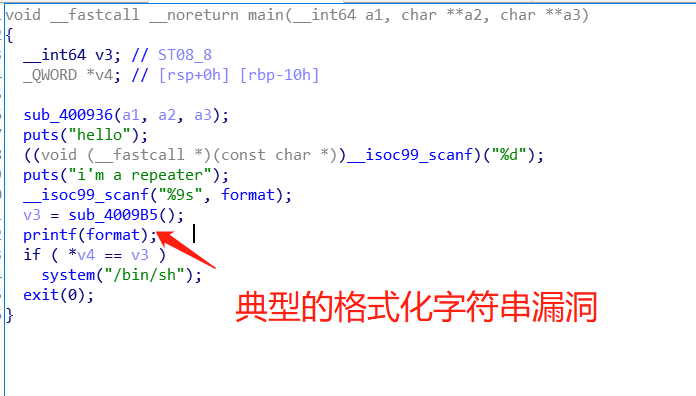 void __fastcall __noreturn main(__int64 a1, char **a2, char **a3)
{
__int64 v3; // ST08_8
_QWORD *v4; // [rsp+0h] [rbp-10h]
sub_400936(a1, a2, a3);
puts("hello");
((void (__fastcall *)(const char *))__isoc99_scanf)("%d");
puts("i'm a repeater");
__isoc99_scanf("%9s", format);
v3 = sub_4009B5();
printf(format);
if ( *v4 == v3 )
system("/bin/sh");
exit(0);
典型的格式化字符串漏洞
}